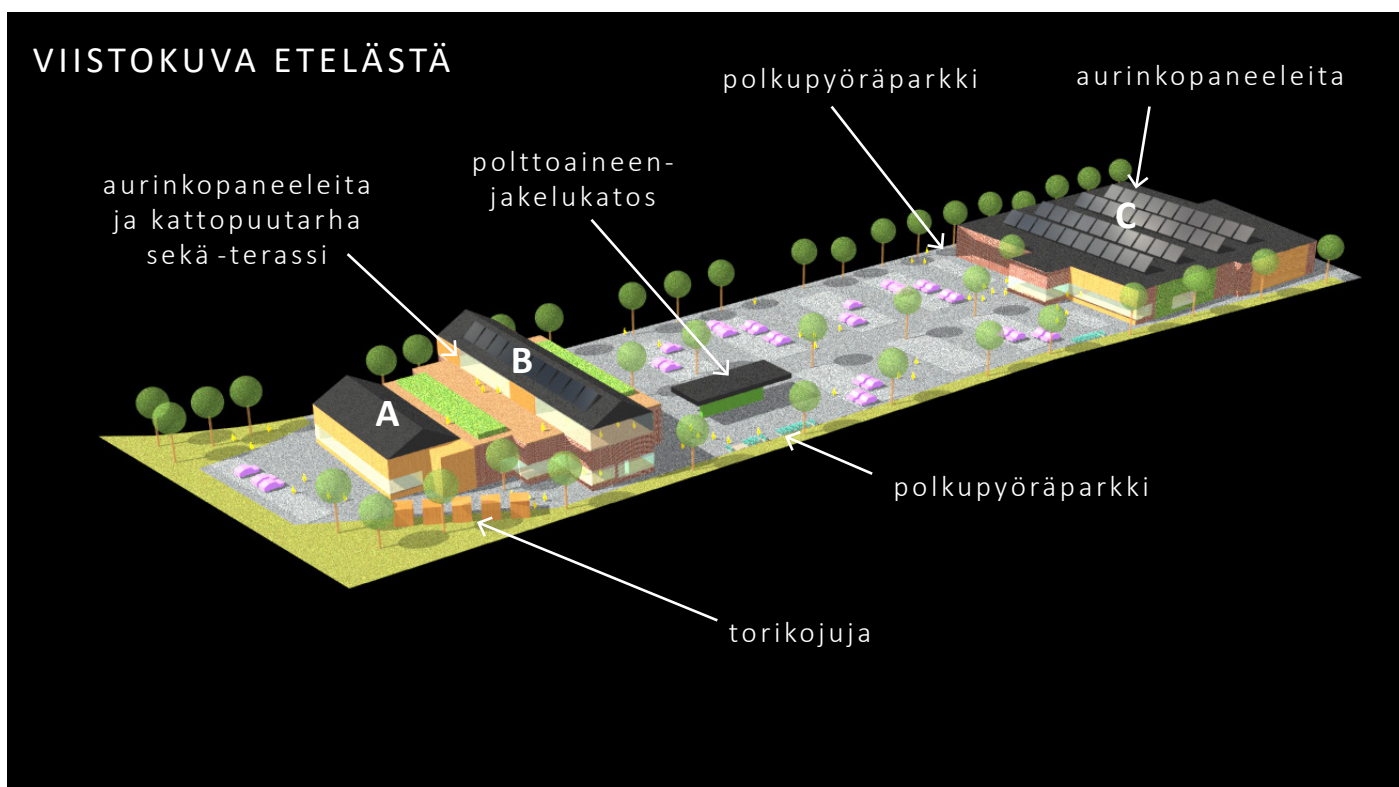 VIISTOKUVA ETELÄSTÄ
polkupyöräparkki
aurinkopaneeleita
polttoaineen-
jakelukatos
aurinkopaneeleita
ja kattopuutarha
sekä -terassi
C
B
A
polkupyöräparkki
torikojuja